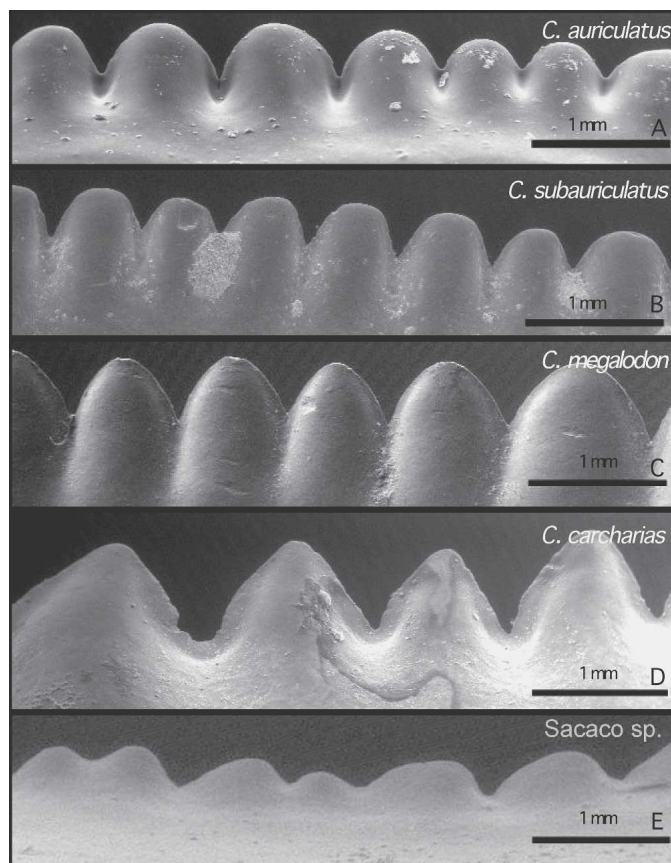 C. auriculatus
1 mm
A
C. subauriculatus
1 mm
B
C. megalodon
1 mm
C
C. carcharias
1 mm
D
Sacaco sp.
1 mm
E